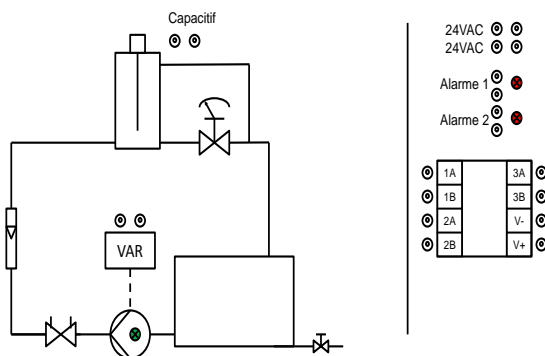 Capacitif
VAR
24VAC
24VAC
Alarme 1
Alarme 2
1A 3A
1B 3B
2A V-
2B V+